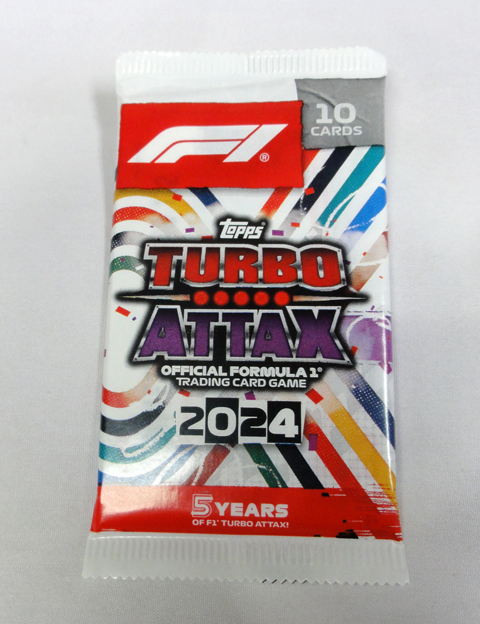 10
CARDS
F1®
Topps®
TURBO
ATTAX
OFFICIAL FORMULA 1®
TRADING CARD GAME
2024
5 YEARS
OF F1® TURBO ATTAX!